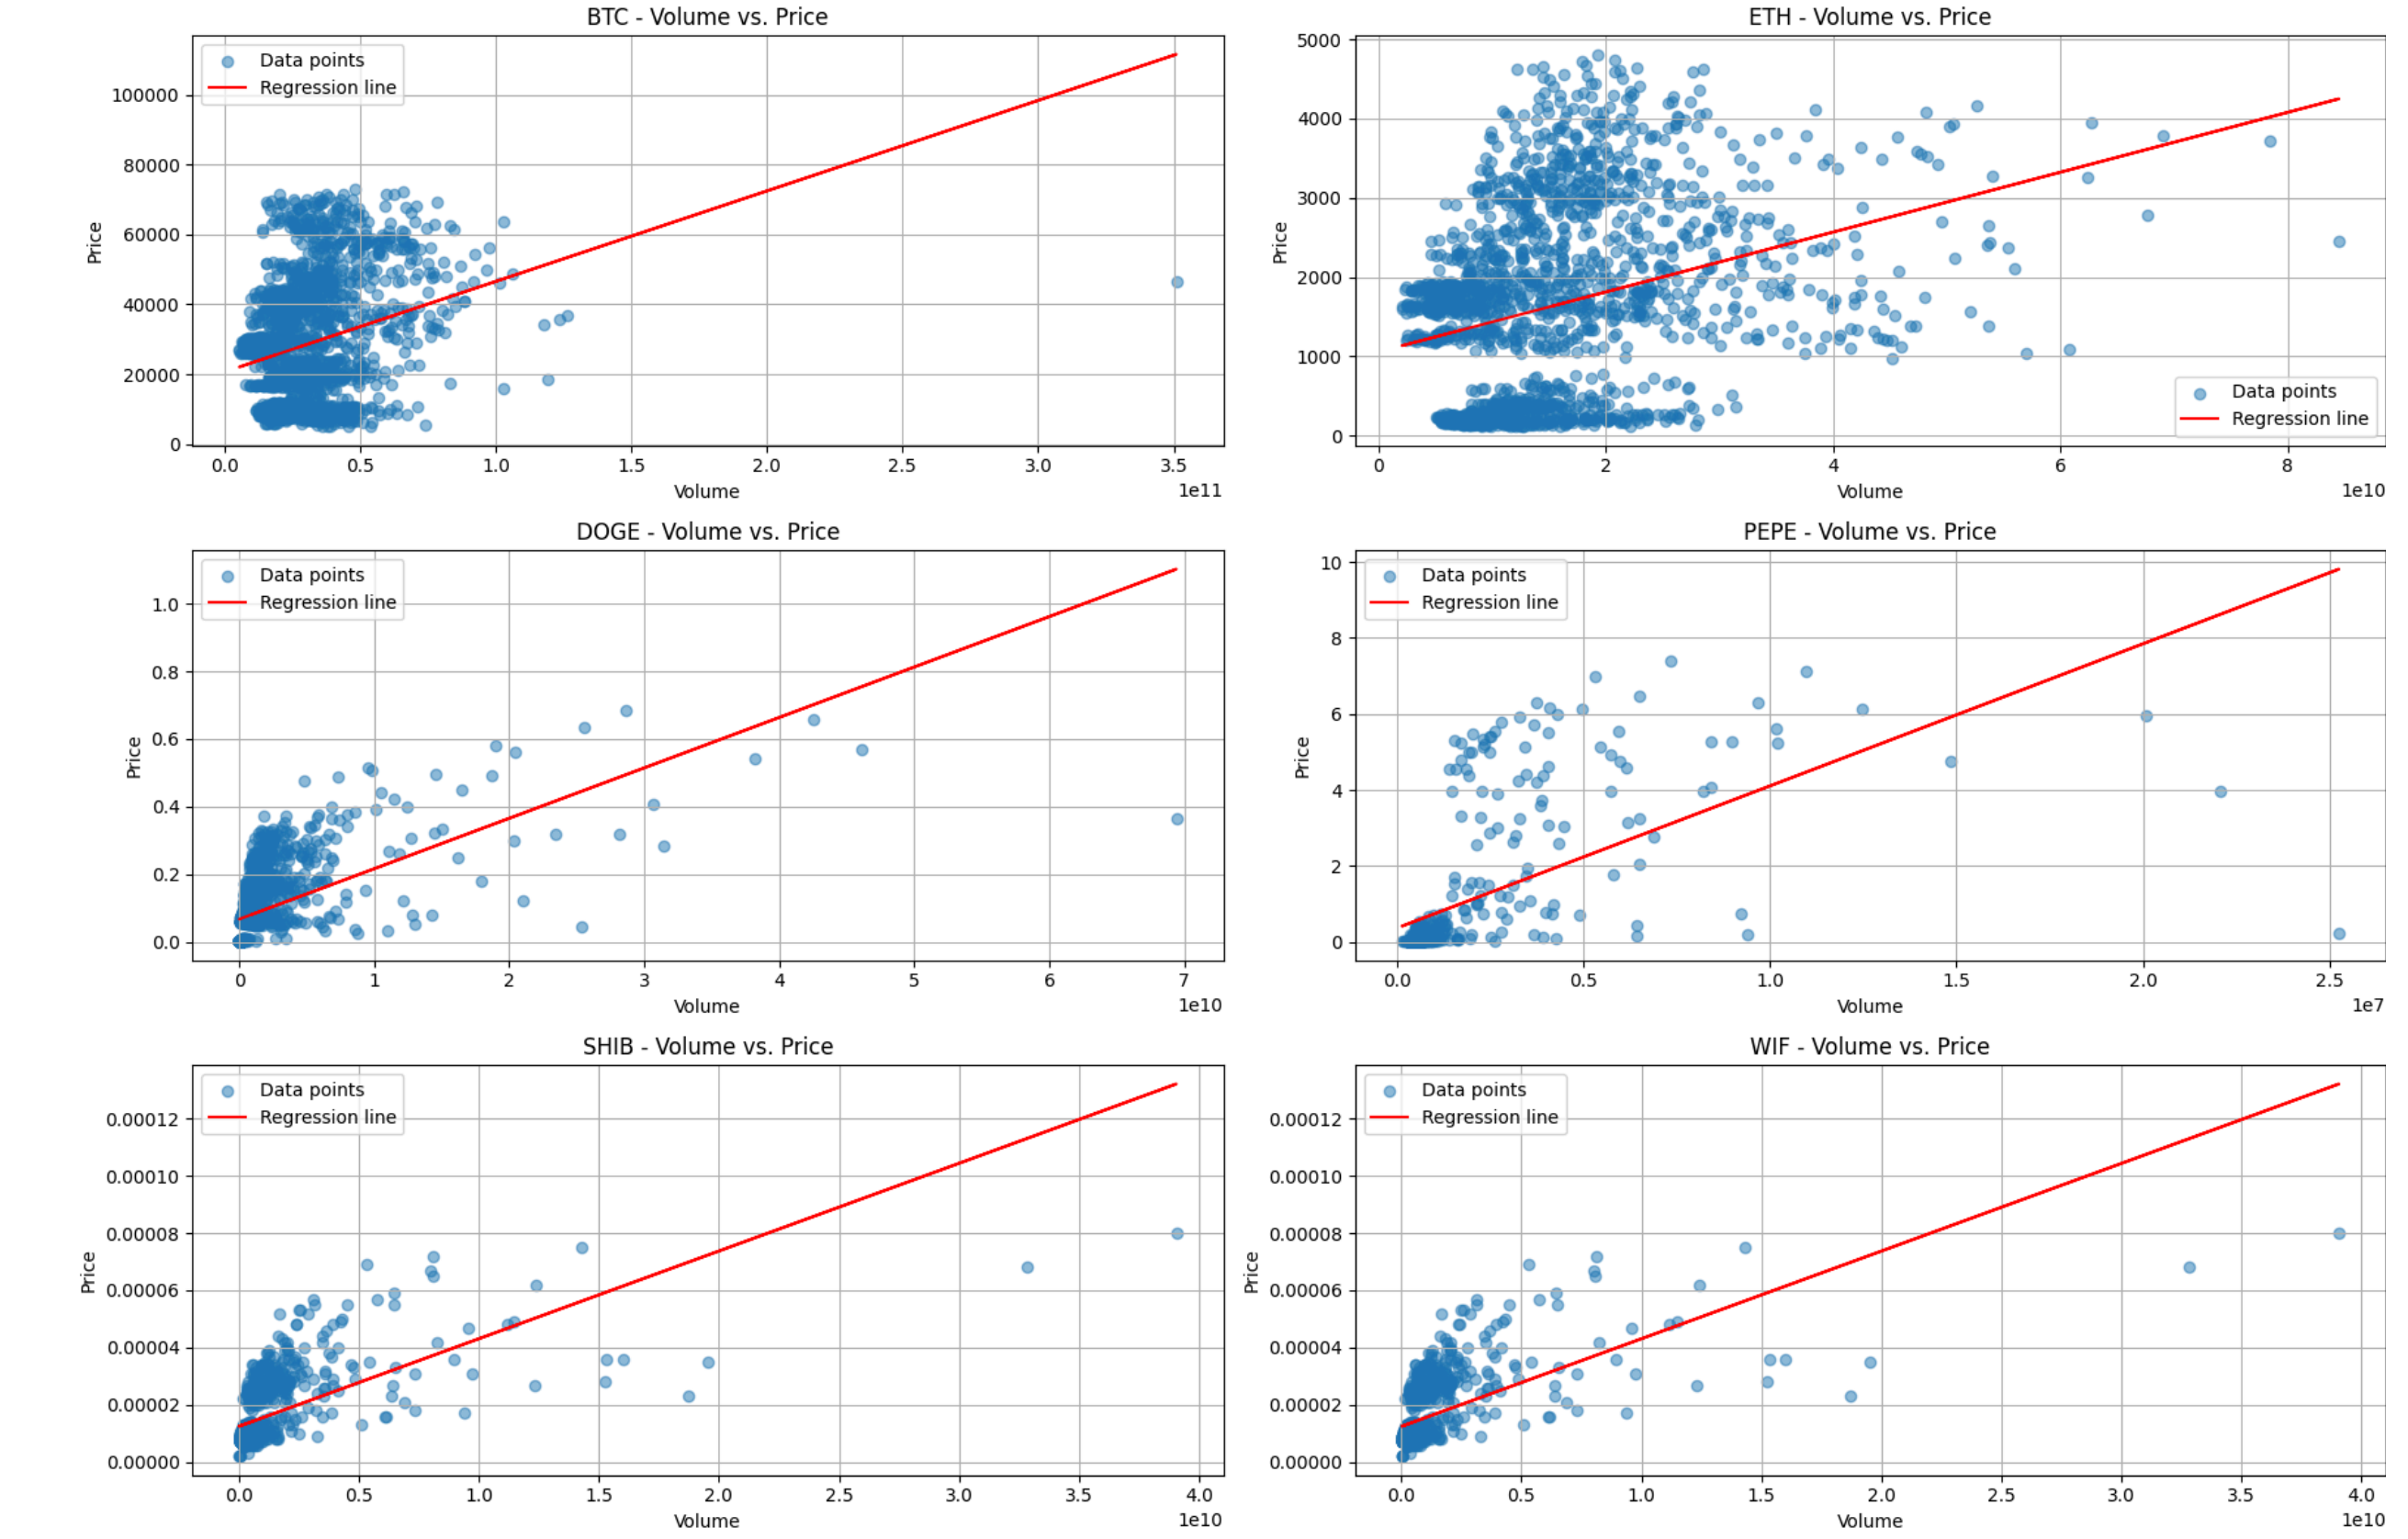 BTC - Volume vs. Price
Data points
Regression line
Price
100000
80000
60000
40000
20000
0
0.0 0.5 1.0 1.5 2.0 2.5 3.0 3.5
1e11
Volume
ETH - Volume vs. Price
5000
4000
3000
2000
1000
0
Price
Data points
Regression line
0 2 4 6 8
1e10
Volume
DOGE - Volume vs. Price
Data points
Regression line
Price
1.0
0.8
0.6
0.4
0.2
0.0
0 1 2 3 4 5 6 7
1e10
Volume
PEPE - Volume vs. Price
Data points
Regression line
Price
10
8
6
4
2
0
0.0 0.5 1.0 1.5 2.0 2.5
1e7
Volume
SHIB - Volume vs. Price
Data points
Regression line
Price
0.00012
0.00010
0.00008
0.00006
0.00004
0.00002
0.00000
0.0 0.5 1.0 1.5 2.0 2.5 3.0 3.5 4.0
1e10
Volume
WIF - Volume vs. Price
Data points
Regression line
Price
0.00012
0.00010
0.00008
0.00006
0.00004
0.00002
0.00000
0.0 0.5 1.0 1.5 2.0 2.5 3.0 3.5 4.0
1e10
Volume